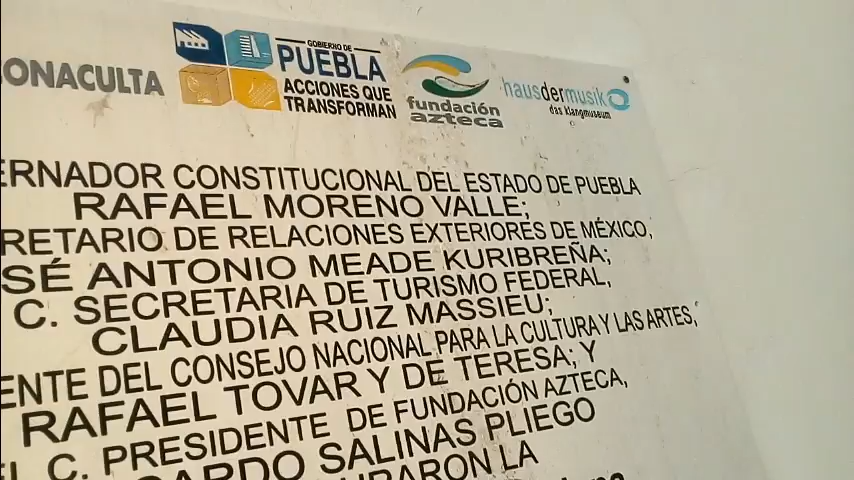 ONACULTA
GOBIERNO DE
PUEBLA
ACCIONES QUE
TRANSFORMAN
fundación
azteca
hausdermusik
das klangmuseum
ERNADOR CONSTITUCIONAL DEL ESTADO DE PUEBLA
RAFAEL MORENO VALLE;
RETARIO DE RELACIONES EXTERIORES DE MÉXICO,
SÉ ANTONIO MEADE KURIBREÑA;
C. SECRETARIA DE TURISMO FEDERAL,
CLAUDIA RUIZ MASSIEU;
ENTE DEL CONSEJO NACIONAL PARA LA CULTURA Y LAS ARTES,
RAFAEL TOVAR Y DE TERESA; Y
EL C. PRESIDENTE DE FUNDACIÓN AZTECA,
CARDO SALINAS PLIEGO
URARON LA